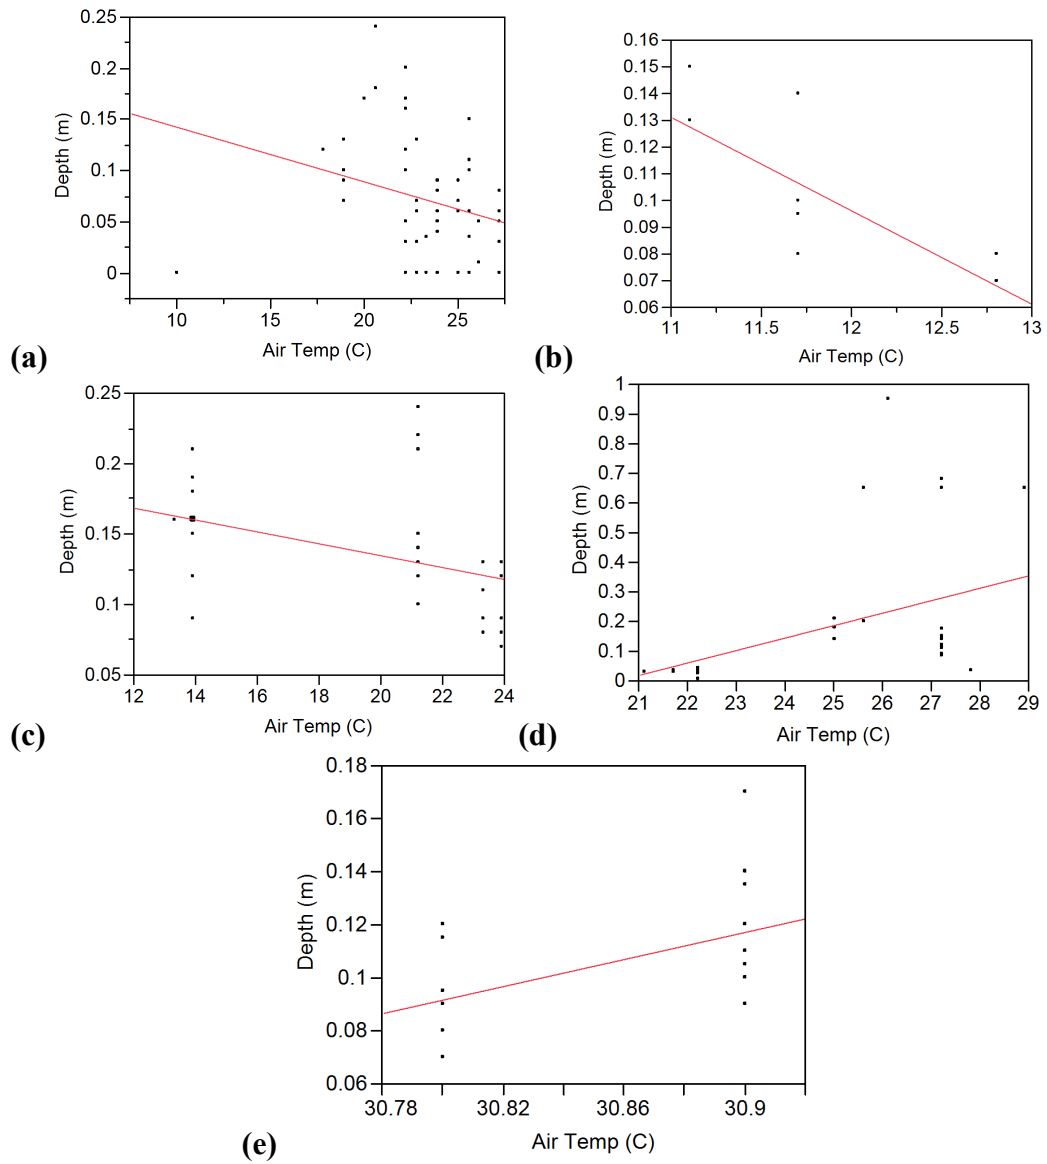 0.25
0.2
0.15
0.1
0.05
0
Depth (m)
10 15 20 25
Air Temp (C)
(a)
0.16
0.15
0.14
0.13
0.12
0.11
0.1
0.09
0.08
0.07
0.06
Depth (m)
11 11.5 12 12.5 13
Air Temp (C)
(b)
0.25
0.2
0.15
0.1
0.05
Depth (m)
12 14 16 18 20 22 24
Air Temp (C)
(c)
1
0.9
0.8
0.7
0.6
0.5
0.4
0.3
0.2
0.1
0
Depth (m)
21 22 23 24 25 26 27 28 29
Air Temp (C)
(d)
0.18
0.16
0.14
0.12
0.1
0.08
0.06
Depth (m)
30.78 30.82 30.86 30.9
Air Temp (C)
(e)